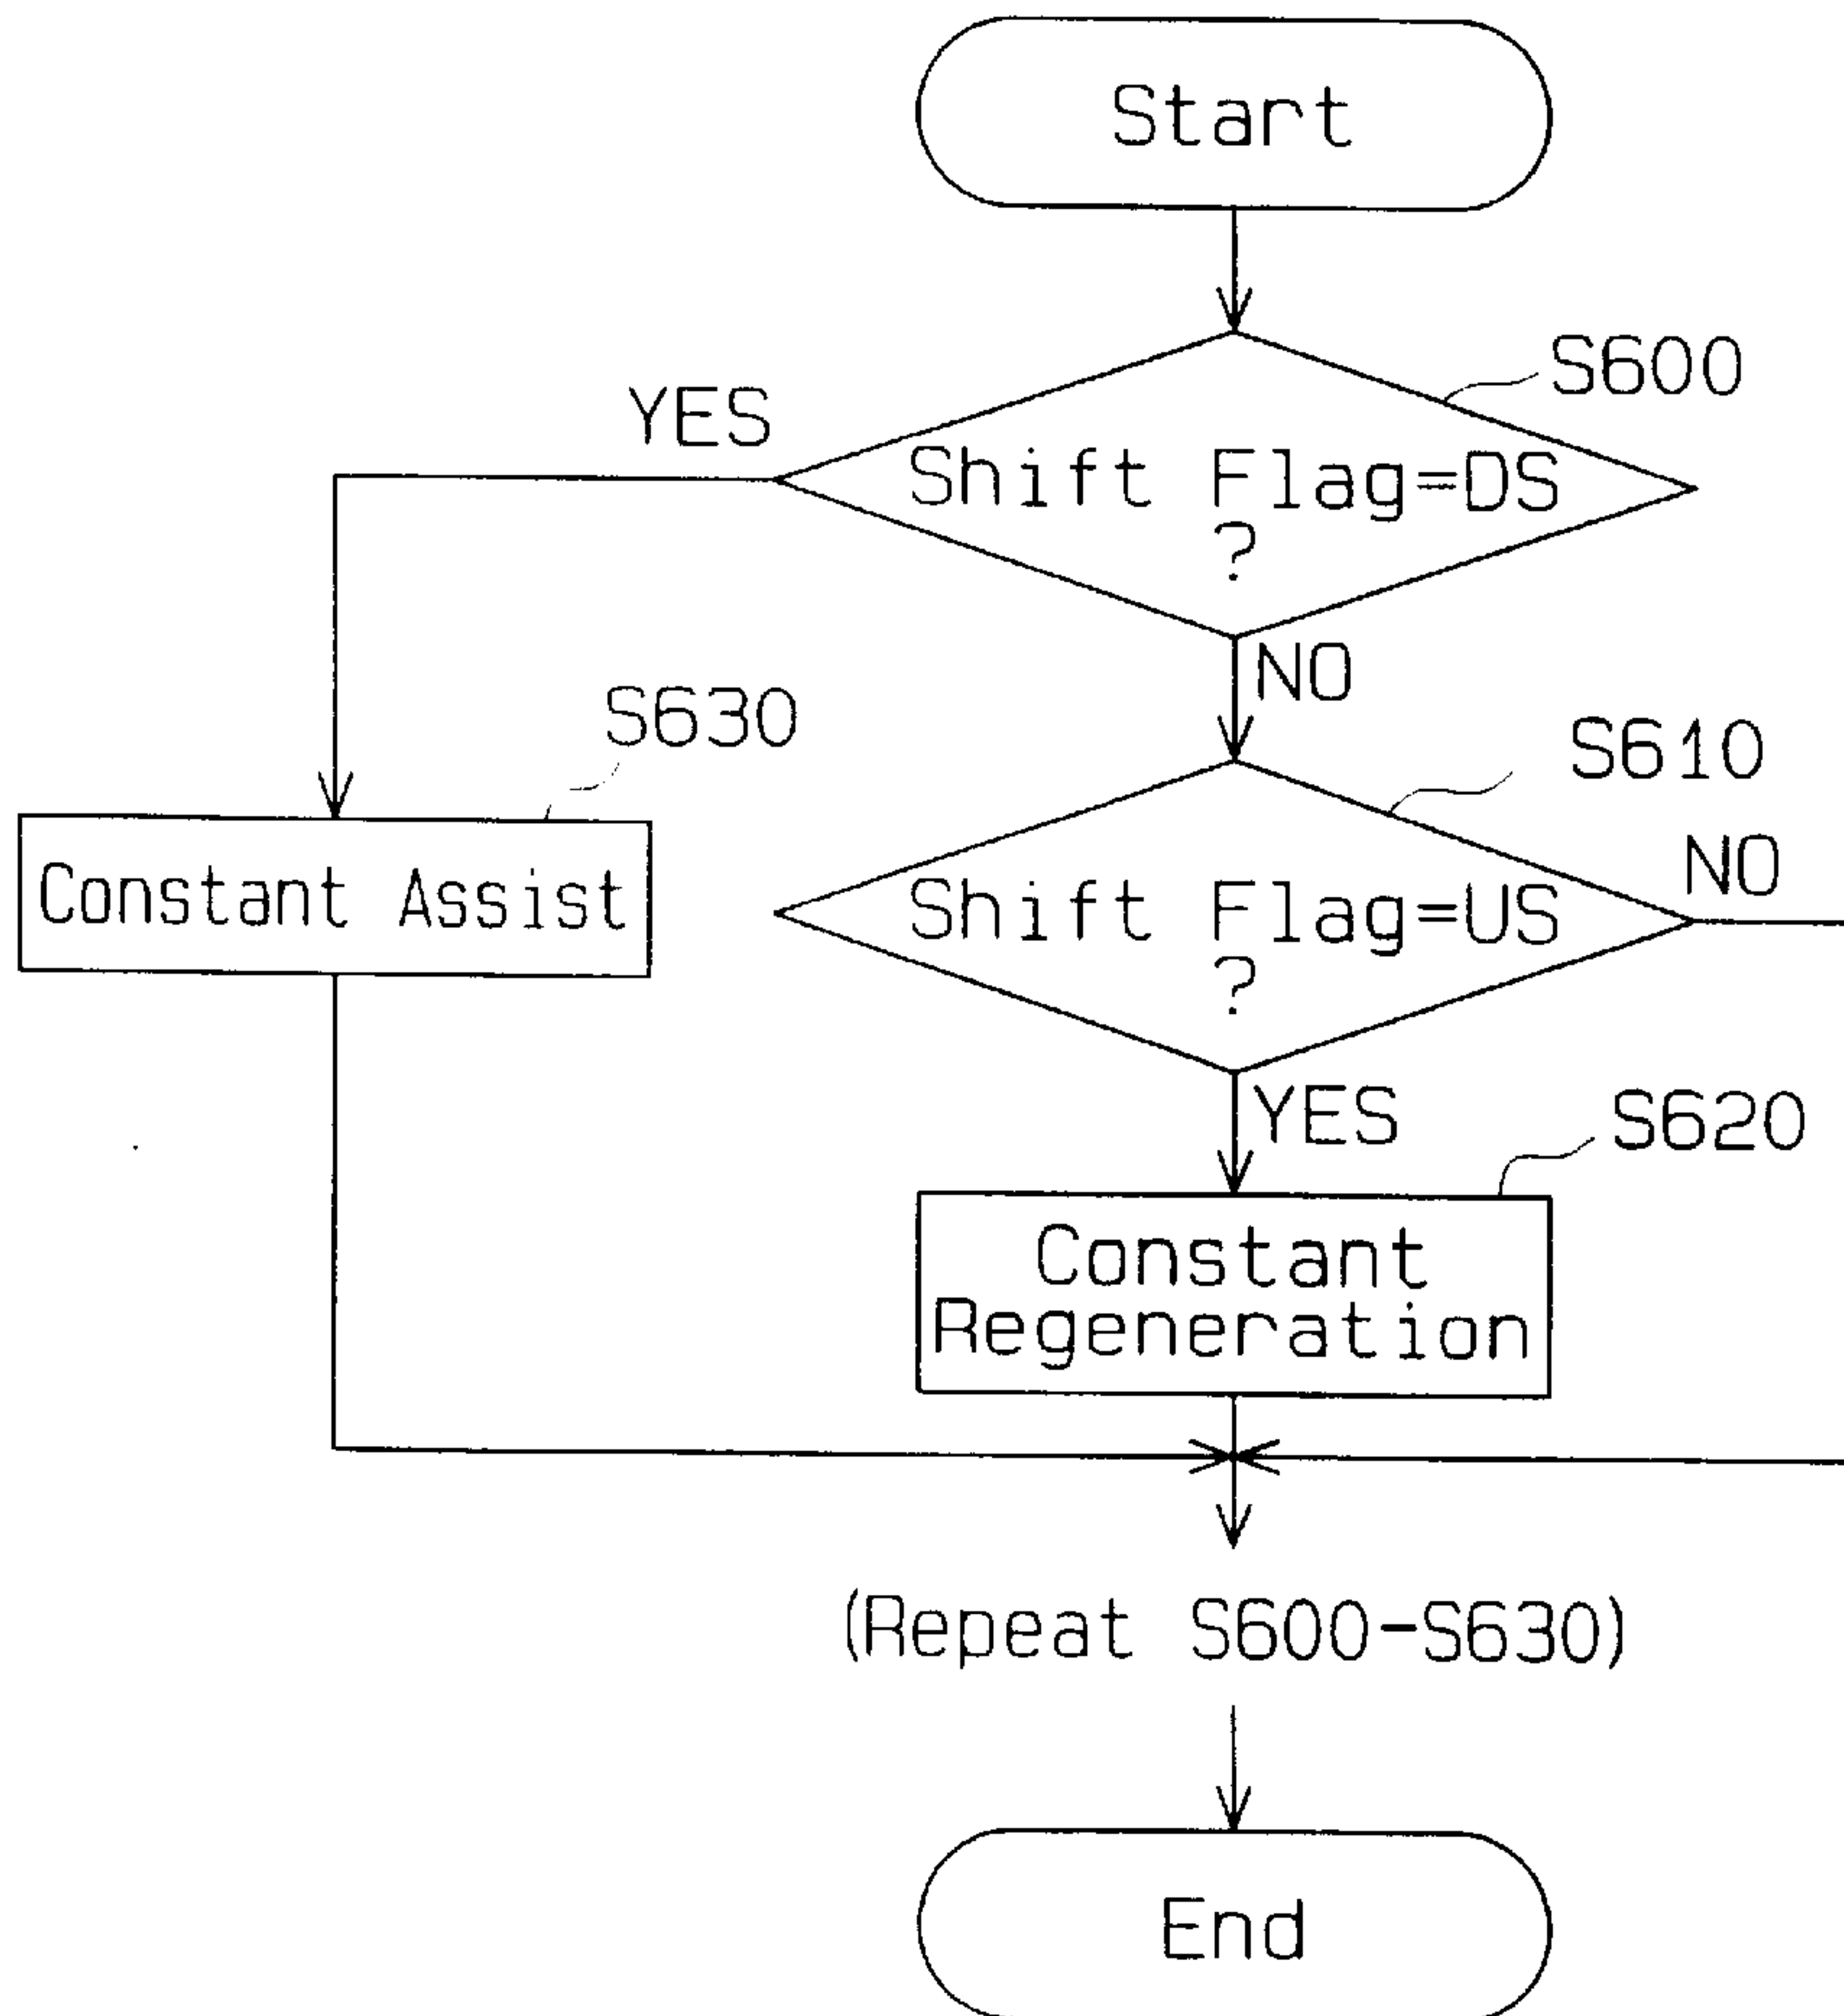 Start
S600
YES
Shift Flag=DS
?
NO
S630
S610
NO
Constant Assist
Shift Flag=US
?
YES
S620
Constant
Regeneration
(Repeat S600-S630)
End